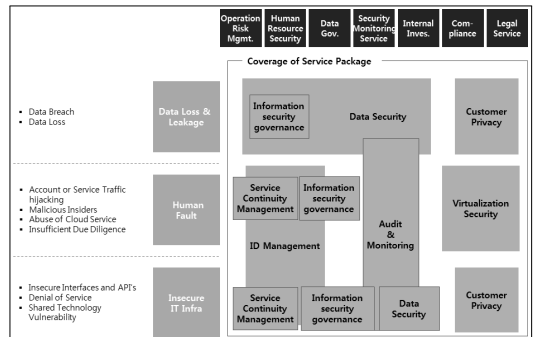 Operation
Risk
Mgmt.
Human
Resource
Security
Data
Gov.
Security
Monitoring
Service
Internal
Inves.
Com-
pliance
Legal
Service
Coverage of Service Package
▪ Data Breach
▪ Data Loss
Data Loss &
Leakage
Information
security
governance
Data Security
Customer
Privacy
▪ Account or Service Traffic
hijacking
▪ Malicious Insiders
▪ Abuse of Cloud Service
▪ Insufficient Due Diligence
Human
Fault
Service
Continuity
Management
Information
security
governance
ID Management
Audit
&
Monitoring
Virtualization
Security
▪ Insecure Interfaces and API's
▪ Denial of Service
▪ Shared Technology
Vulnerability
Insecure
IT Infra
Service
Continuity
Management
Information
security
governance
Data
Security
Customer
Privacy